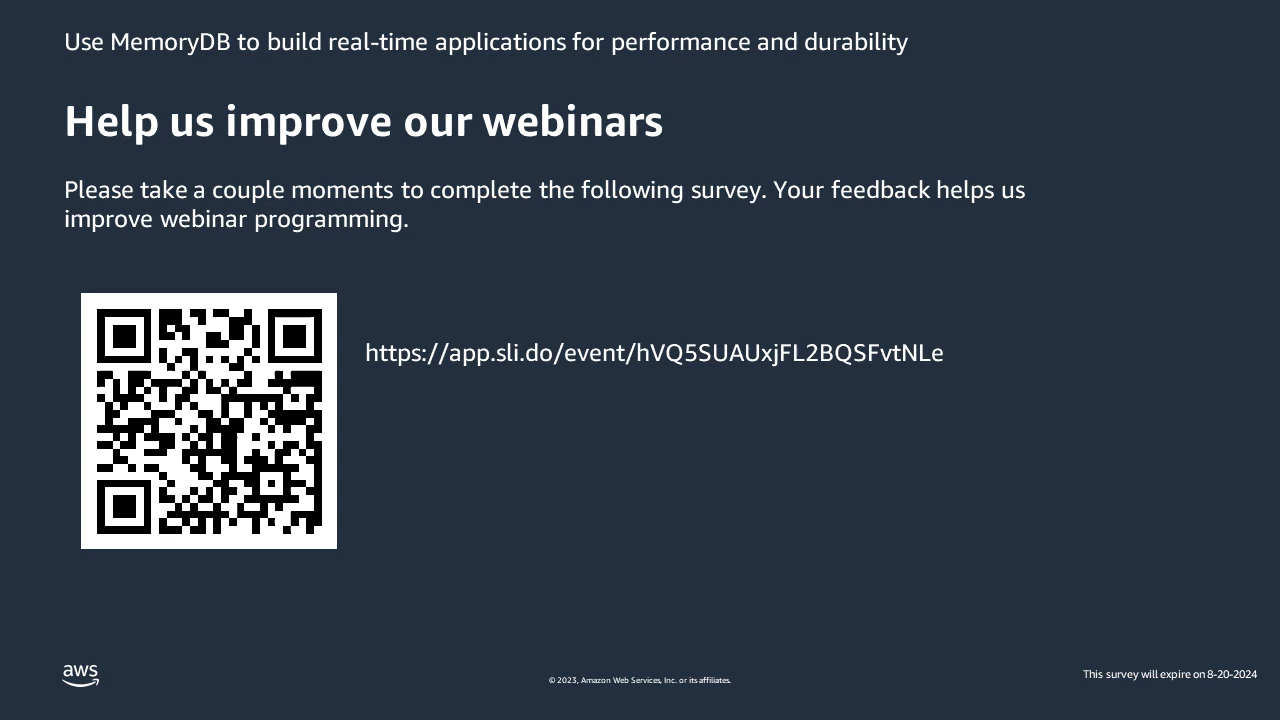 Use MemoryDB to build real-time applications for performance and durability
Help us improve our webinars
Please take a couple moments to complete the following survey. Your feedback helps us
improve webinar programming.
https://app.sli.do/event/hVQ5SUAUxjFL2BQSFvtNLe
aws
© 2023, Amazon Web Services, Inc. or its affiliates.
This survey will expire on 8-20-2024